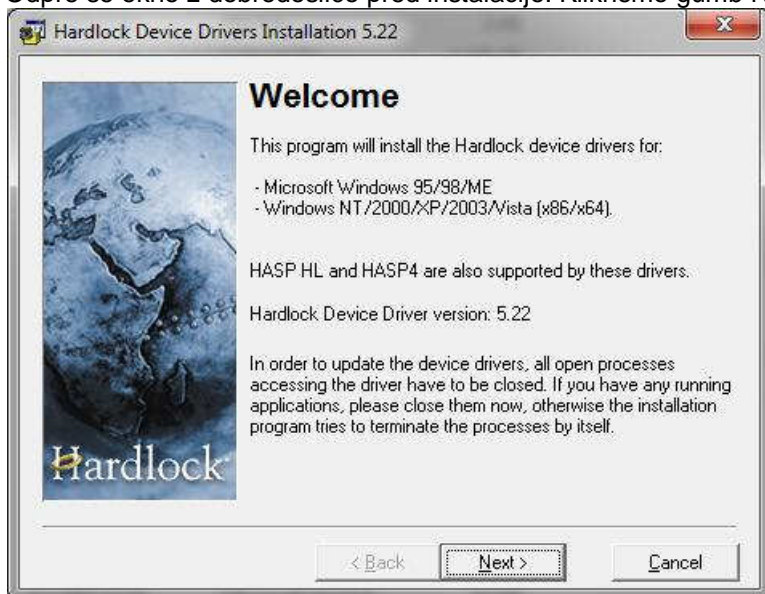 Hardlock Device Drivers Installation 5.22
Welcome
This program will install the Hardlock device drivers for:
- Microsoft Windows 95/98/ME
- Windows NT/2000/XP/2003/Vista (x86/x64).
HASP HL and HASP4 are also supported by these drivers.
Hardlock Device Driver version: 5.22
In order to update the device drivers, all open processes
accessing the driver have to be closed. If you have any running
applications, please close them now, otherwise the installation
program tries to terminate the processes by itself.
Hardlock
< Back
Next >
Cancel